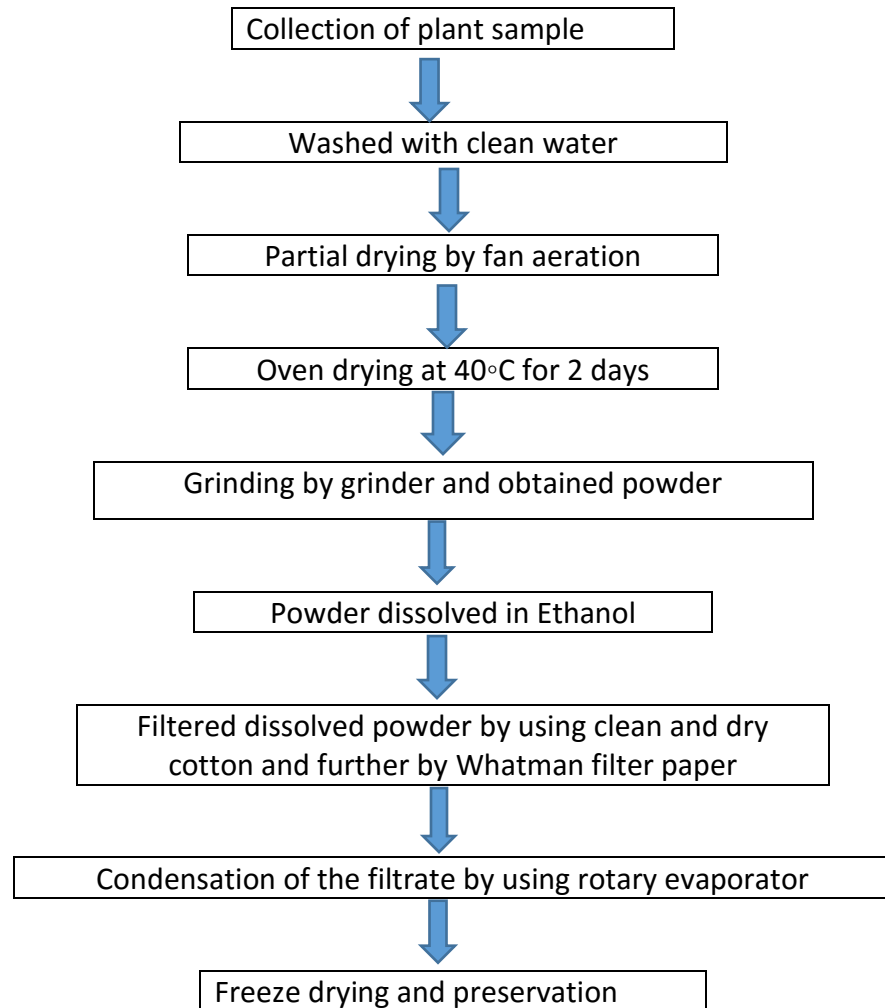 Collection of plant sample
Washed with clean water
Partial drying by fan aeration
Oven drying at 40◦C for 2 days
Grinding by grinder and obtained powder
Powder dissolved in Ethanol
Filtered dissolved powder by using clean and dry
cotton and further by Whatman filter paper
Condensation of the filtrate by using rotary evaporator
Freeze drying and preservation